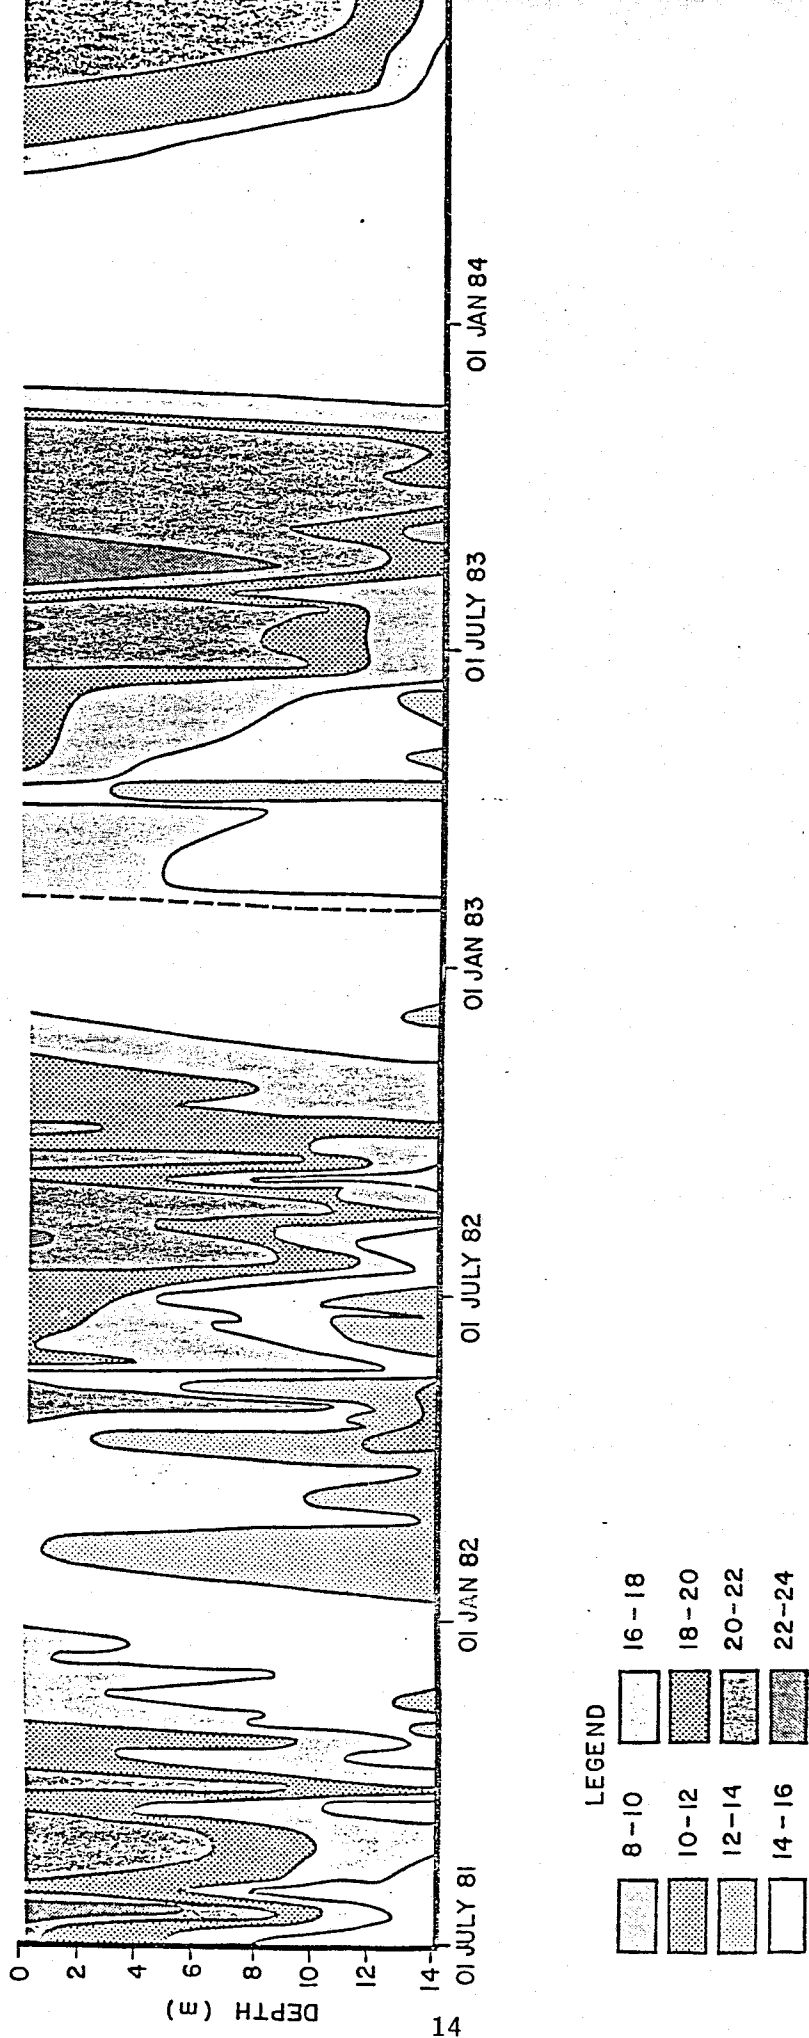 DEPTH (m)
0
2
4
6
8
10
12
14
01 JULY 81
01 JAN 82
01 JULY 82
01 JAN 83
01 JULY 83
01 JAN 84
LEGEND
8-10
16-18
10-12
18-20
12-14
20-22
14-16
22-24
14